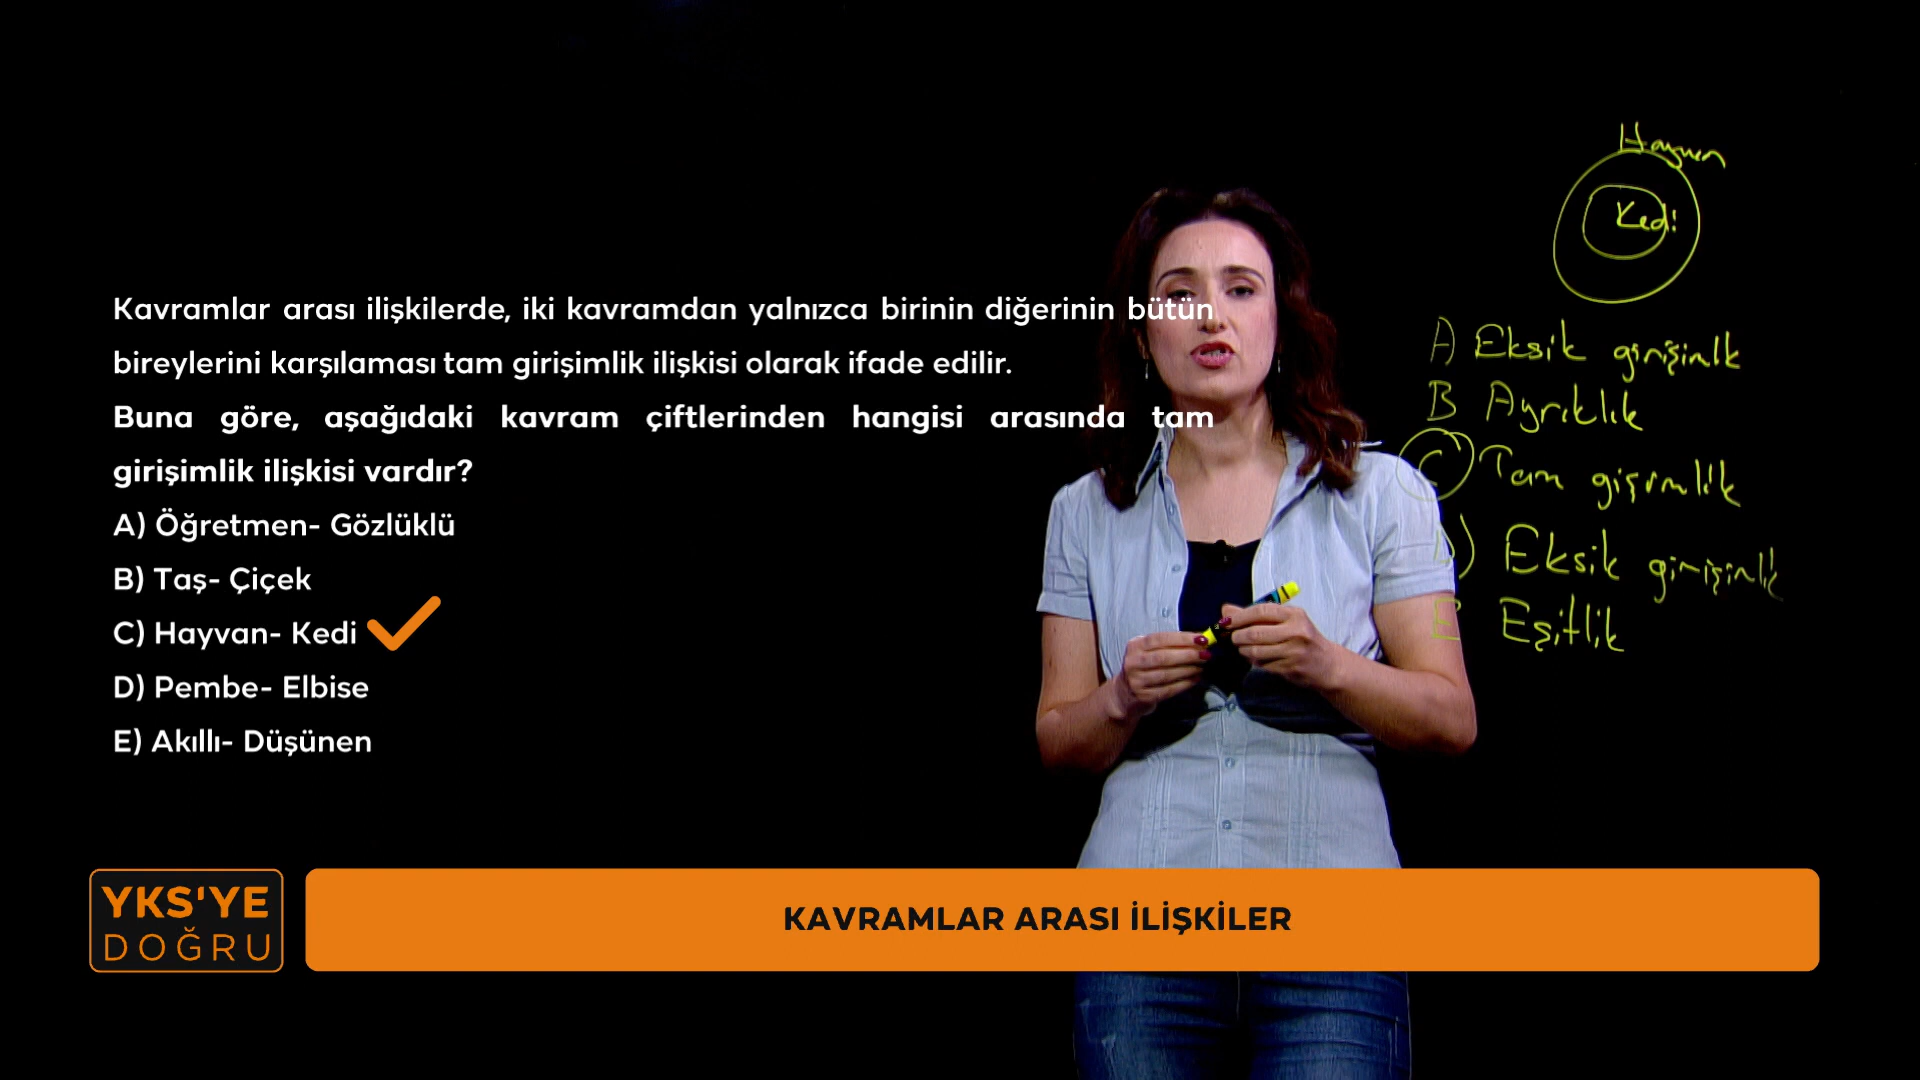 Kavramlar arası ilişkilerde, iki kavramdan yalnızca birinin diğerinin bütün
bireylerini karşılaması tam girişimlik ilişkisi olarak ifade edilir.
Buna göre, aşağıdaki kavram çiftlerinden hangisi arasında tam
girişimlik ilişkisi vardır?
A) Öğretmen- Gözlüklü
B) Taş- Çiçek
C) Hayvan- Kedi
D) Pembe- Elbise
E) Akıllı- Düşünen
Hayvan
Kedi
A) Eksik girişimlik
B Ayrıklık
C) Tam gişimlik
D) Eksik girişimlik
E Eşitlik
YKS'YE
DOĞRU
KAVRAMLAR ARASI İLİŞKİLER